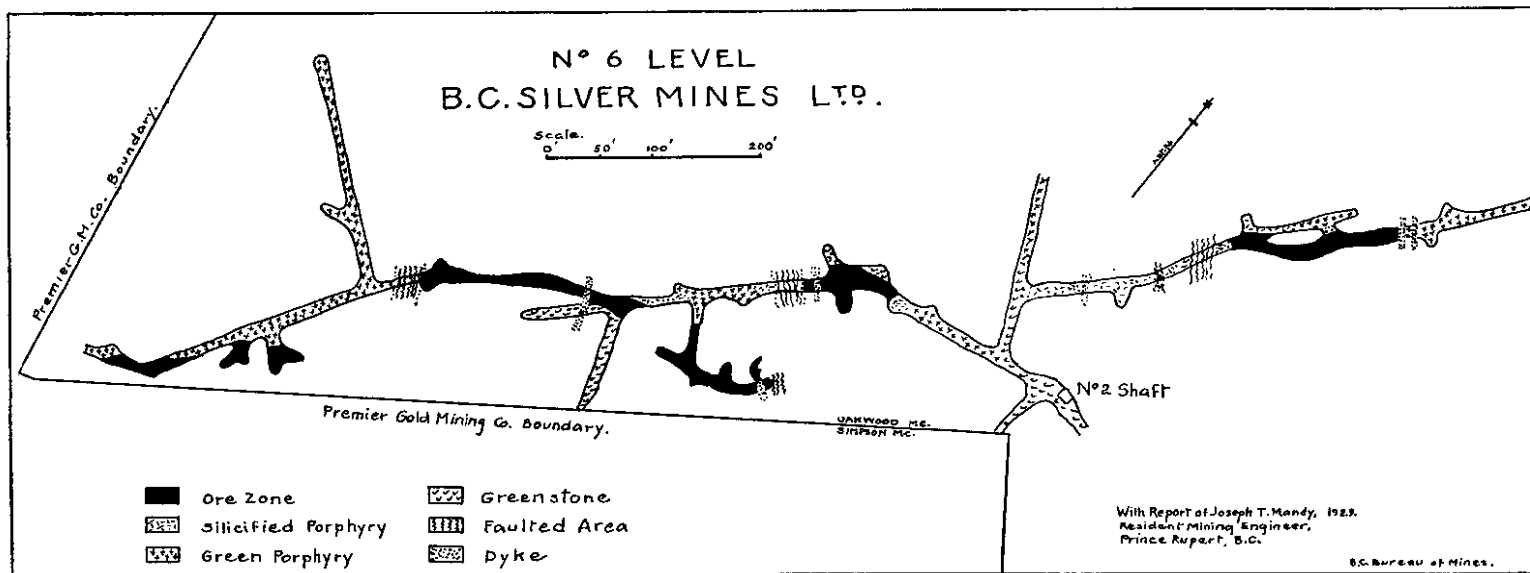 Nº 6 LEVEL
B.C. SILVER MINES LTD.
Scale.
0' 50' 100' 200'
Premier G.M. Co. Boundary.
Nº2 Shaft
Premier Gold Mining Co. Boundary.
OAKWOOD M.C.
SIMPSON M.C.
Ore Zone
Silicified Porphyry
Green Porphyry
Greenstone
Faulted Area
Dyke
With Report of Joseph T. Mandy, 1929.
Resident Mining Engineer,
Prince Rupert, B.C.
B.C. Bureau of Mines.